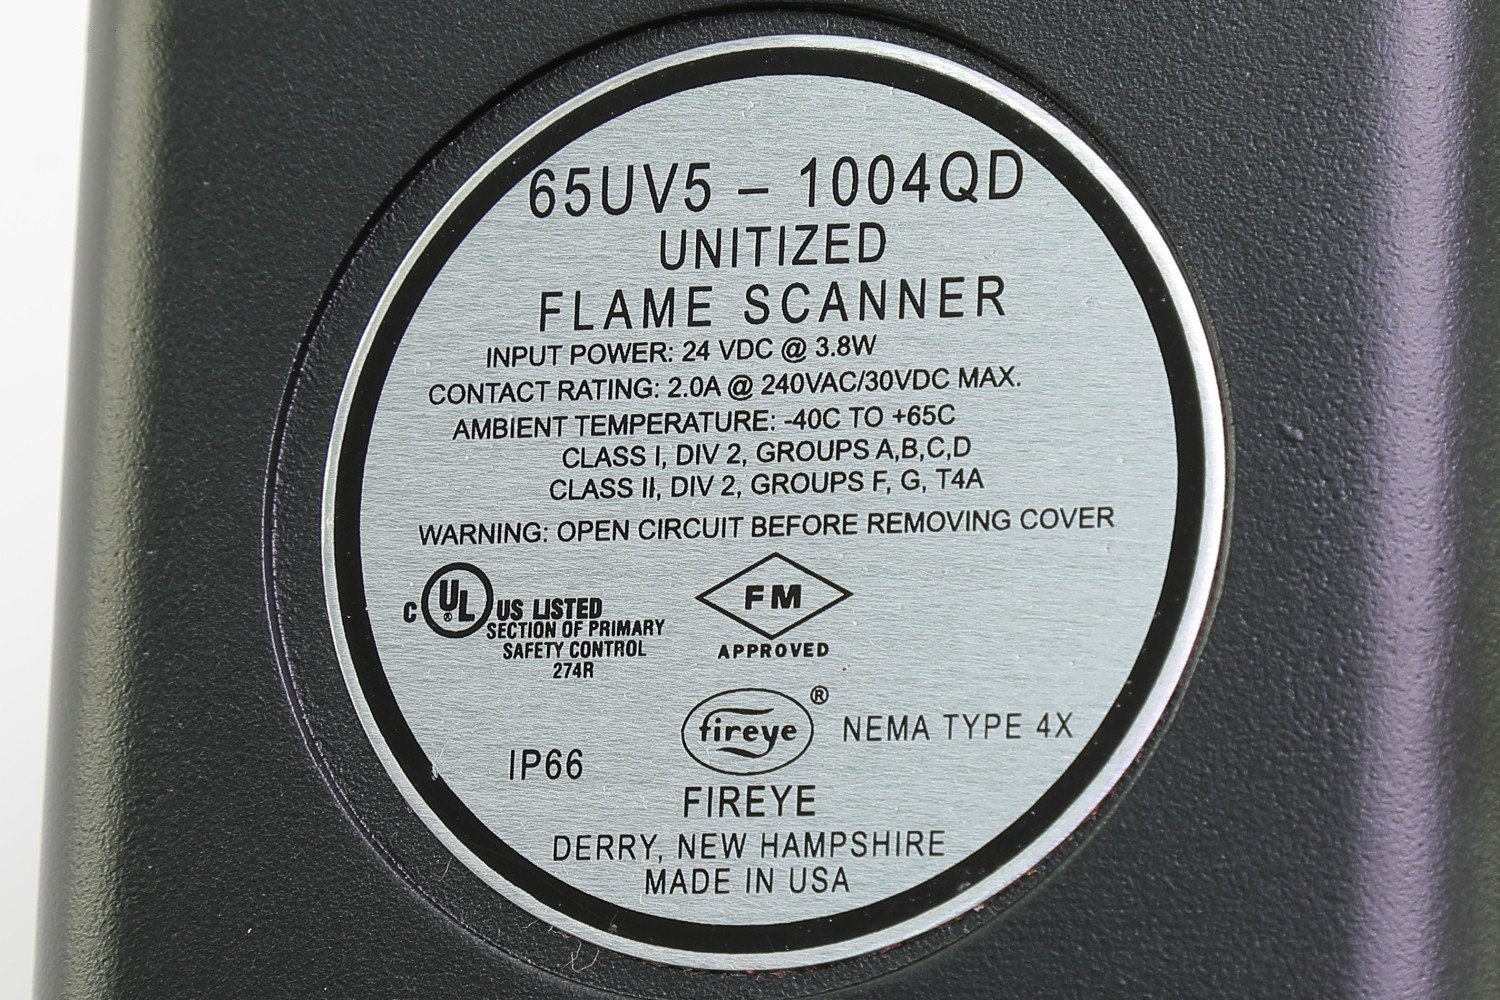 65UV5 – 1004QD
UNITIZED
FLAME SCANNER
INPUT POWER: 24 VDC @ 3.8W
CONTACT RATING: 2.0A @ 240VAC/30VDC MAX.
AMBIENT TEMPERATURE: -40C TO +65C
CLASS I, DIV 2, GROUPS A,B,C,D
CLASS II, DIV 2, GROUPS F, G, T4A
WARNING: OPEN CIRCUIT BEFORE REMOVING COVER
C UL® US LISTED
SECTION OF PRIMARY
SAFETY CONTROL
274R
FM
APPROVED
fireye®
NEMA TYPE 4X
IP66
FIREYE
DERRY, NEW HAMPSHIRE
MADE IN USA